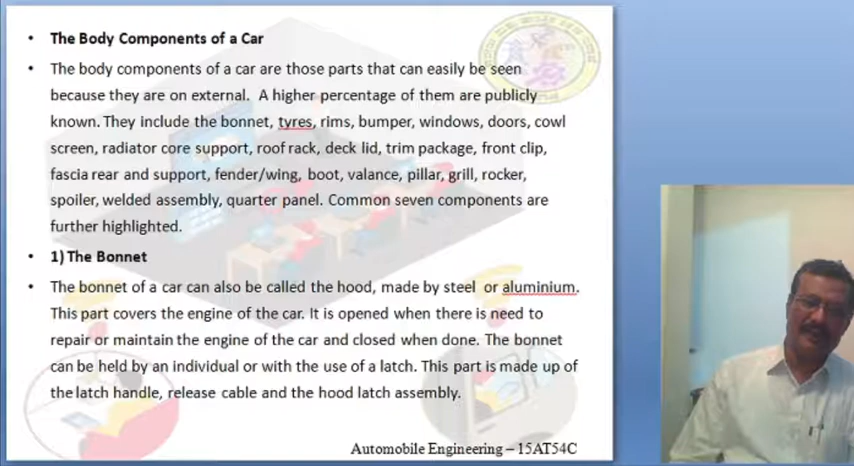 • The Body Components of a Car
• The body components of a car are those parts that can easily be seen
because they are on external. A higher percentage of them are publicly
known. They include the bonnet, tyres, rims, bumper, windows, doors, cowl
screen, radiator core support, roof rack, deck lid, trim package, front clip,
fascia rear and support, fender/wing, boot, valance, pillar, grill, rocker,
spoiler, welded assembly, quarter panel. Common seven components are
further highlighted.
• 1) The Bonnet
• The bonnet of a car can also be called the hood, made by steel or aluminium.
This part covers the engine of the car. It is opened when there is need to
repair or maintain the engine of the car and closed when done. The bonnet
can be held by an individual or with the use of a latch. This part is made up of
the latch handle, release cable and the hood latch assembly.
Automobile Engineering – 15AT54C